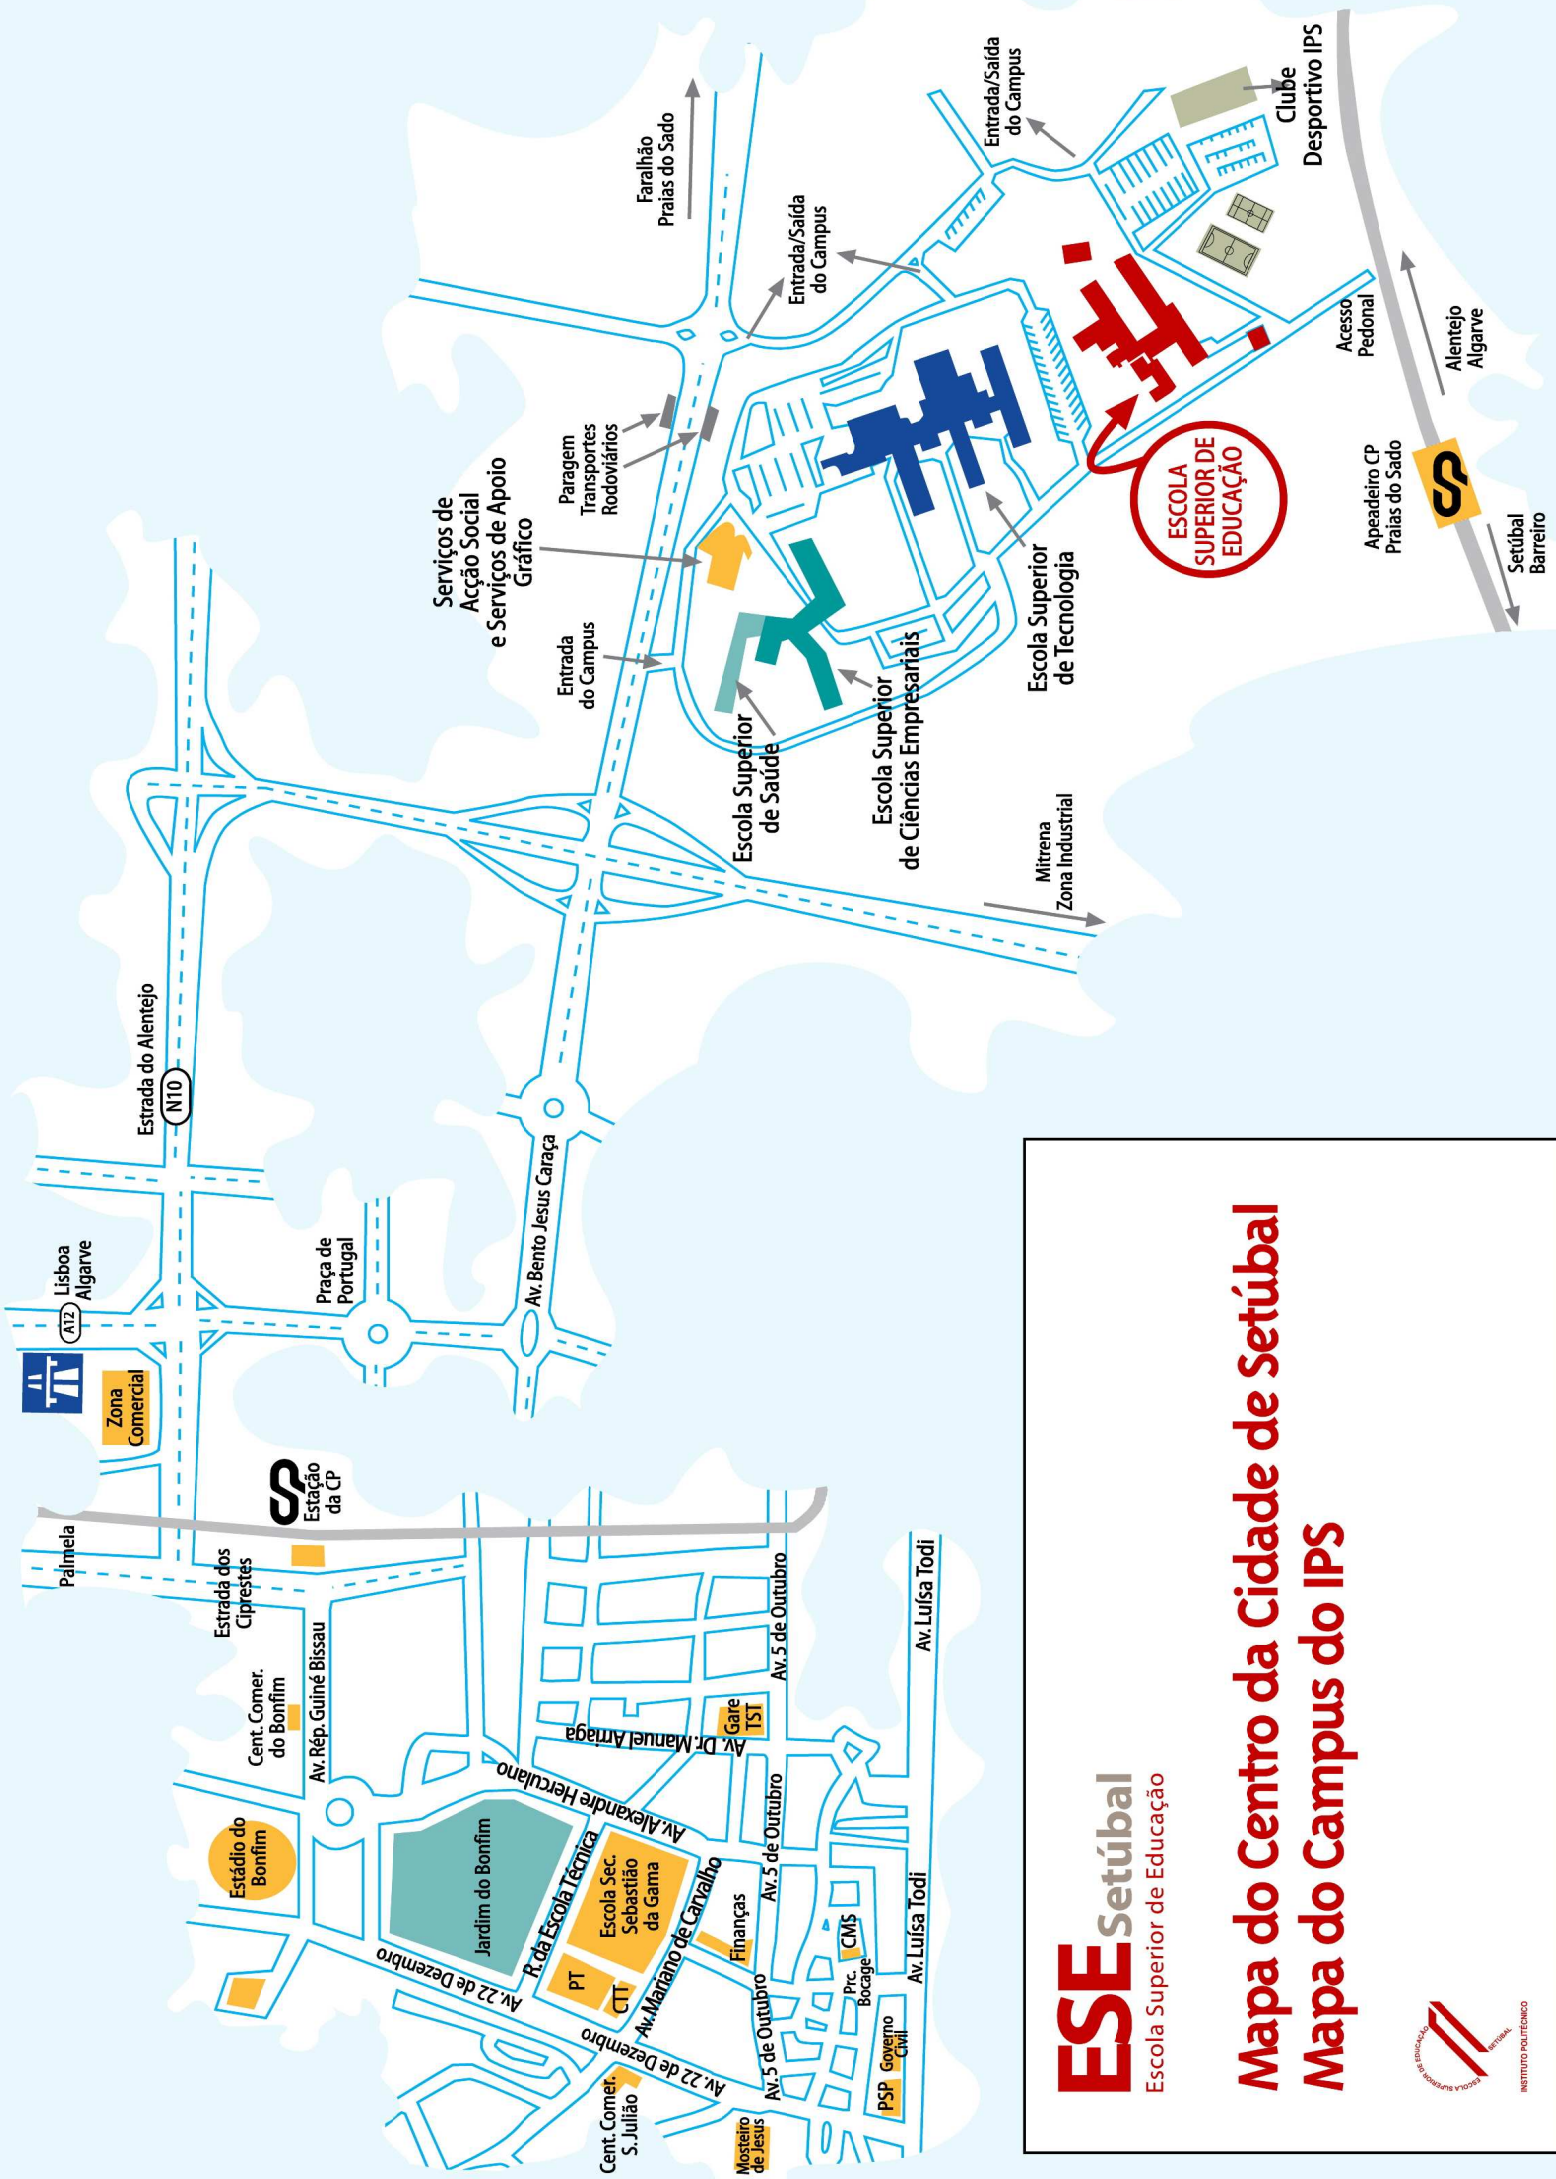 Palmela
A12
Lisboa
Algarve
Zona
Comercial
Estrada do Alentejo
N10
Estrada dos
Ciprestes
Estação
da CP
Praça de
Portugal
Cent. Comer.
do Bonfim
Av. Rép. Guiné Bissau
Estádio do
Bonfim
Jardim do Bonfim
Av. 22 de Dezembro
R. da Escola Técnica
Av. Alexandre Herculano
Escola Sec.
Sebastião
da Gama
PT
CTT
Av. Mariano de Carvalho
Av. 22 de Dezembro
Cent. Comer.
S. Julião
Mosteiro
de Jesus
Finanças
Av. Dr. Manuel Arriaga
Gare
TST
Av. 5 de Outubro
Av. 5 de Outubro
Av. 5 de Outubro
CMS
Prc.
Bocage
Governo
Civil
PSP
Av. Luísa Todi
Av. Luísa Todi
Av. Bento Jesus Caraça
Serviços de
Acção Social
e Serviços de Apoio
Gráfico
Entrada
do Campus
Paragem
Transportes
Rodoviários
Faralhão
Praias do Sado
Entrada/Saída
do Campus
Entrada/Saída
do Campus
Clube
Desportivo IPS
Escola Superior
de Saúde
Escola Superior
de Ciências Empresariais
Escola Superior
de Tecnologia
ESCOLA
SUPERIOR DE
EDUCAÇÃO
Mitrena
Zona Industrial
Acesso
Pedonal
Apeadeiro CP
Praias do Sado
Alentejo
Algarve
Setúbal
Barreiro
ESE Setúbal
Escola Superior de Educação
Mapa do Centro da Cidade de Setúbal
Mapa do Campus do IPS
ESCOLA SUPERIOR DE EDUCAÇÃO
SETÚBAL
INSTITUTO POLITÉCNICO